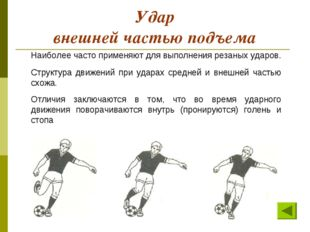 Удар
внешней частью подъема
Наиболее часто применяют для выполнения резаных ударов.
Структура движений при ударах средней и внешней частью
схожа.
Отличия заключаются в том, что во время ударного
движения поворачиваются внутрь (пронируются) голень и
стопа